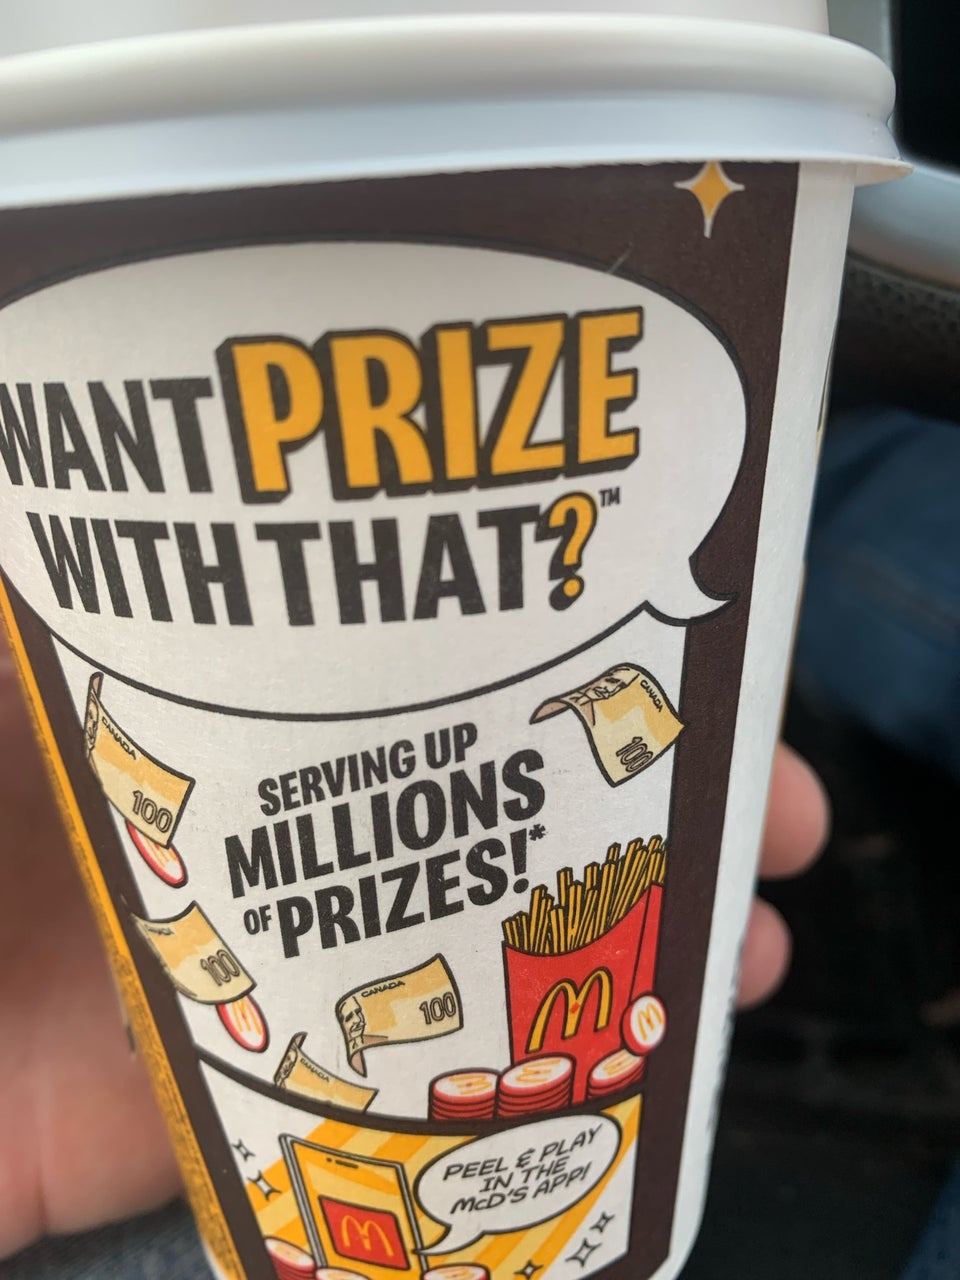 WANT PRIZE
WITH THAT?™
SERVING UP
MILLIONS
OF PRIZES!*
CANADA
100
CANADA
100
100
CANADA
100
CANADA
PEEL & PLAY
IN THE
McD'S APP!